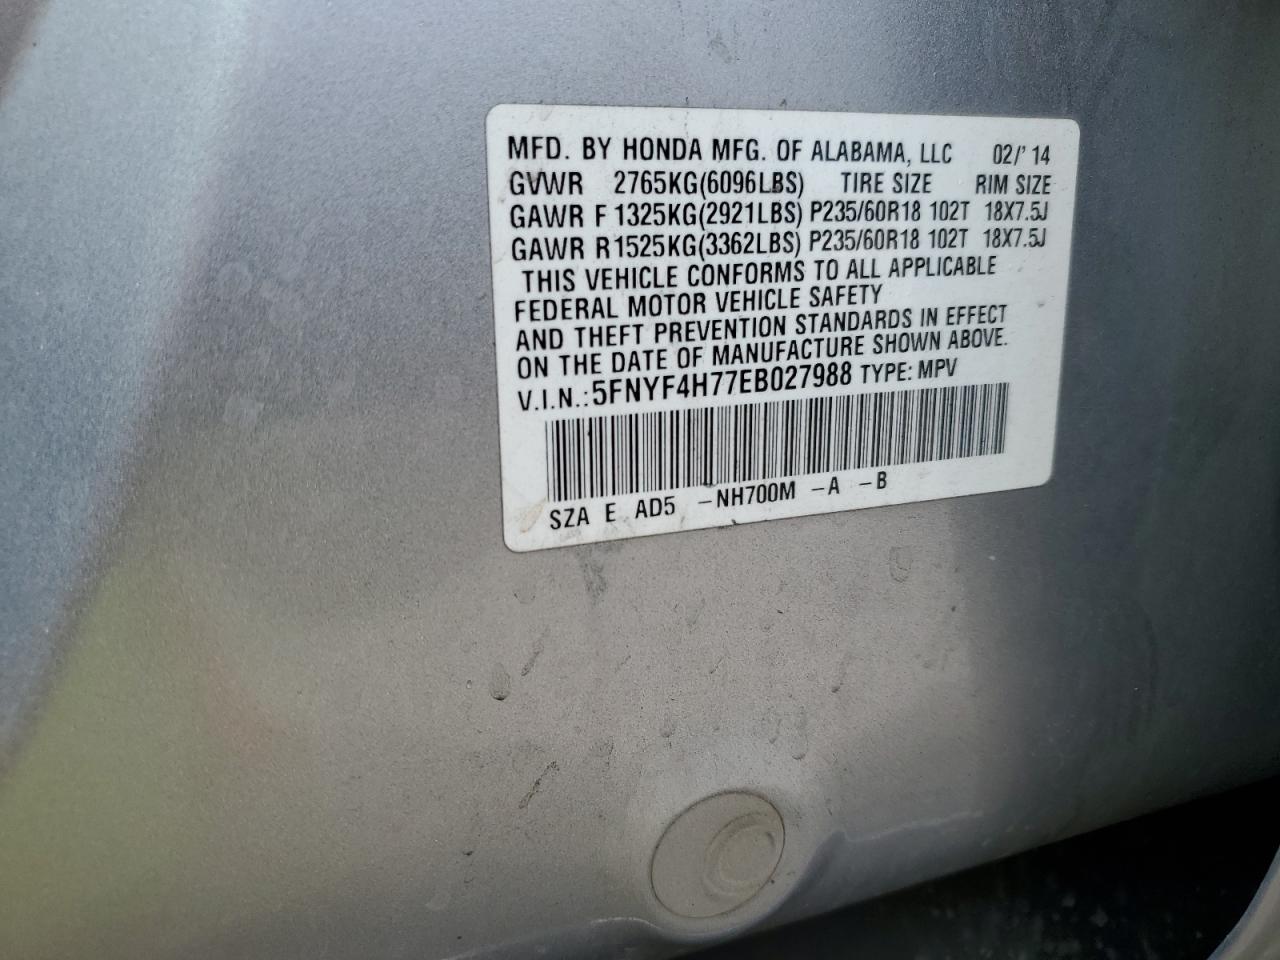 MFD. BY HONDA MFG. OF ALABAMA, LLC 02/'14
GVWR 2765KG(6096LBS) TIRE SIZE RIM SIZE
GAWR F 1325KG(2921LBS) P235/60R18 102T 18X7.5J
GAWR R 1525KG(3362LBS) P235/60R18 102T 18X7.5J
THIS VEHICLE CONFORMS TO ALL APPLICABLE
FEDERAL MOTOR VEHICLE SAFETY
AND THEFT PREVENTION STANDARDS IN EFFECT
ON THE DATE OF MANUFACTURE SHOWN ABOVE.
V.I.N.:5FNYF4H77EB027988 TYPE: MPV
SZA E AD5 -NH700M -A -B